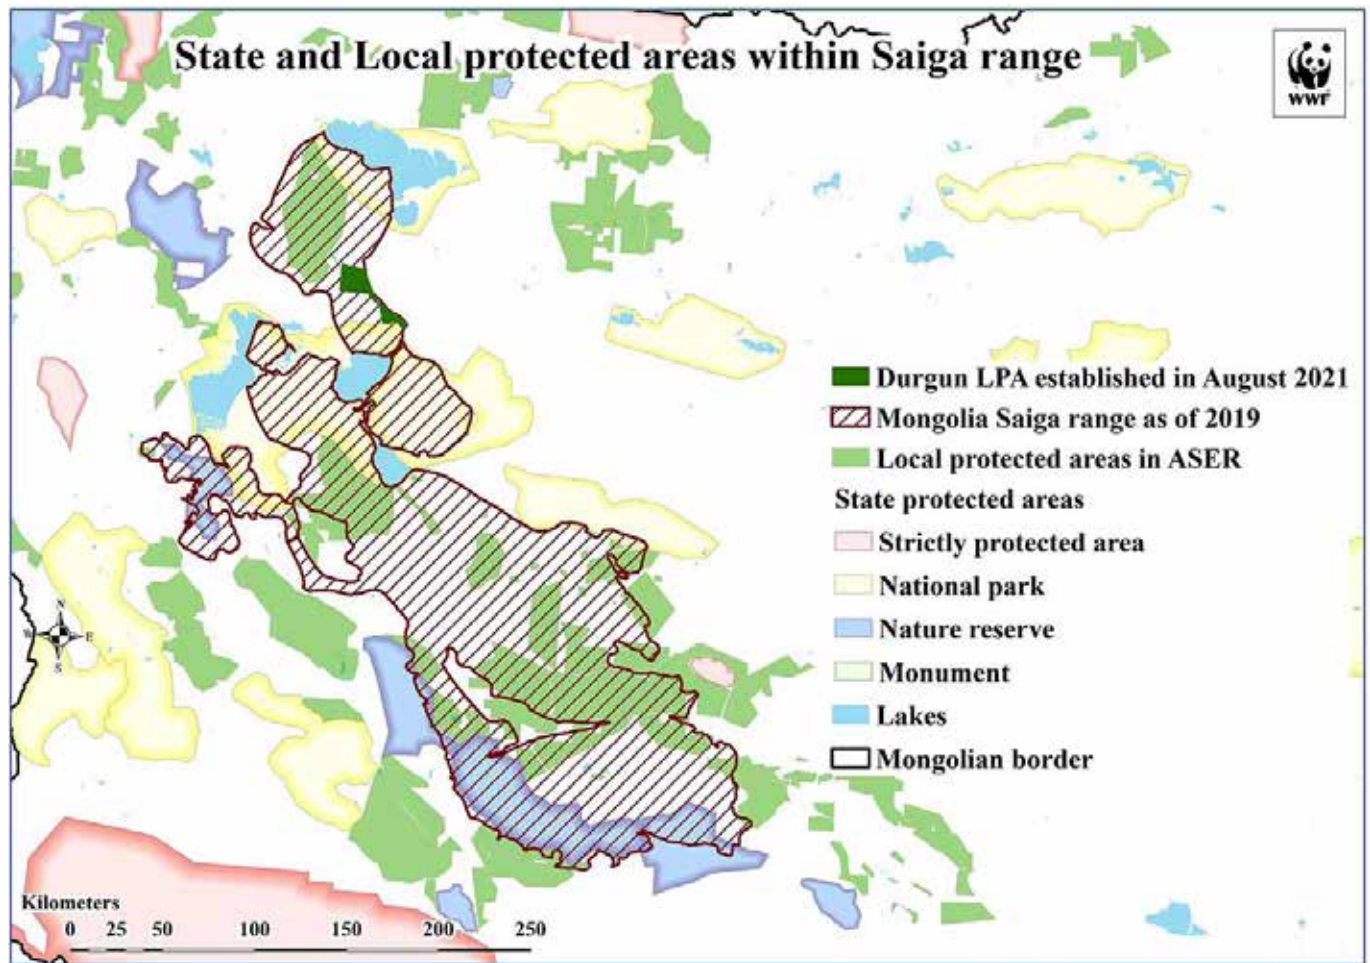 State and Local protected areas within Saiga range
WWF
Durgun LPA established in August 2021
Mongolia Saiga range as of 2019
Local protected areas in ASER
State protected areas
Strictly protected area
National park
Nature reserve
Monument
Lakes
Mongolian border
N
W E
S
Kilometers
0 25 50 100 150 200 250